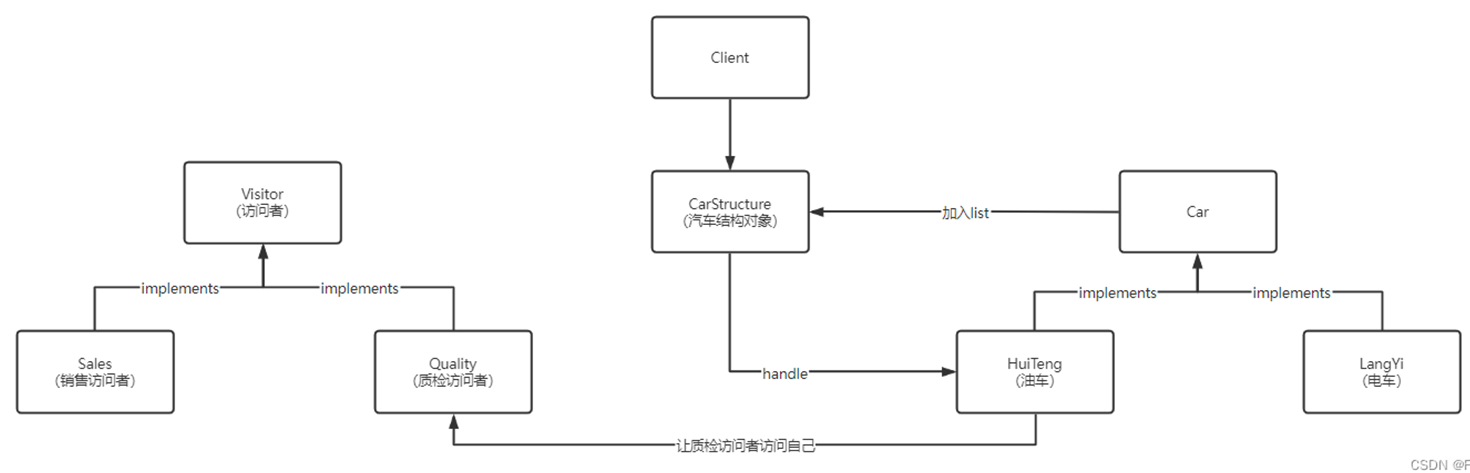 Client
Visitor
(访问者)
CarStructure
(汽车结构对象)
加入list
Car
implements
implements
implements
implements
Sales
(销售访问者)
Quality
(质检访问者)
handle
HuiTeng
(油车)
LangYi
(电车)
让质检访问者访问自己
CSDN @F